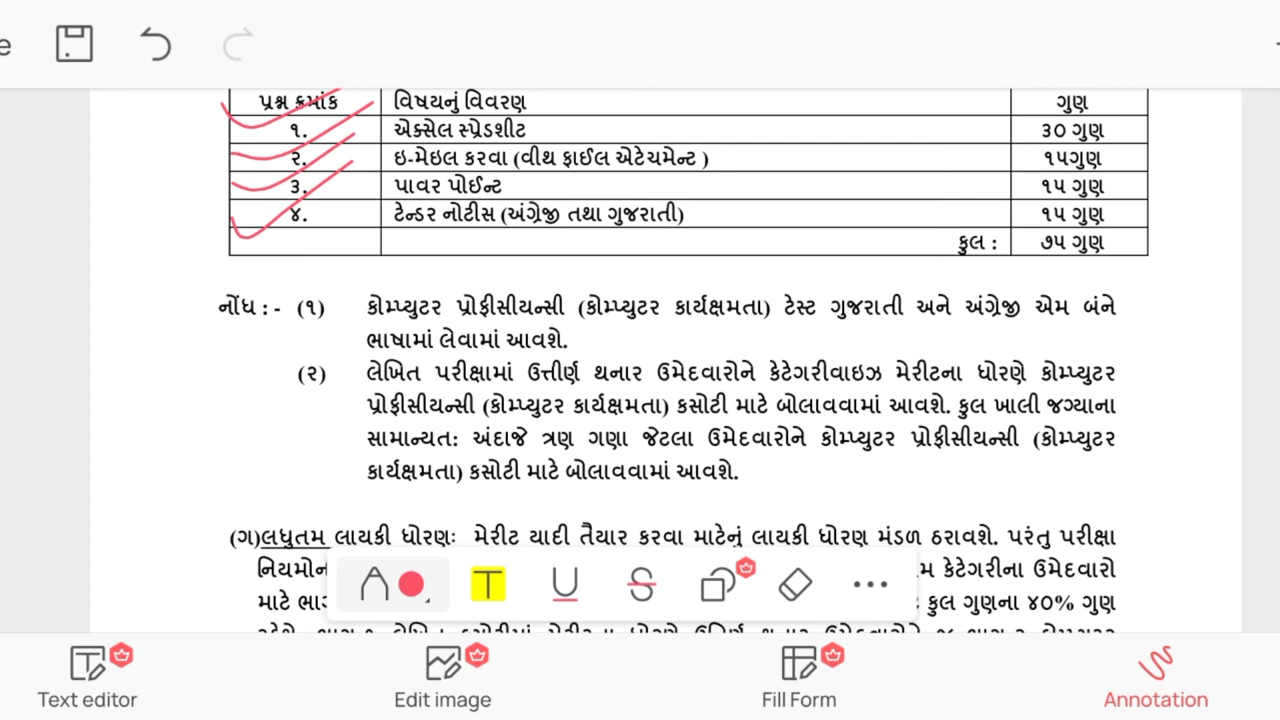 e
પ્રશ્ન ક્રમાંક વિષયનું વિવરણ ગુણ
૧. એક્સેલ સ્પ્રેડશીટ ૩૦ ગુણ
૨. ઇ-મેઇલ કરવા (વીથ ફાઈલ એટેચમેન્ટ ) ૧૫ગુણ
૩. પાવર પોઈન્ટ ૧૫ ગુણ
૪. ટેન્ડર નોટીસ (અંગ્રેજી તથા ગુજરાતી) ૧૫ ગુણ
કુલ : ૭૫ ગુણ
નોંધ : - (૧) કોમ્પ્યુટર પ્રોફીસીયન્સી (કોમ્પ્યુટર કાર્યક્ષમતા) ટેસ્ટ ગુજરાતી અને અંગ્રેજી એમ બંને
ભાષામાં લેવામાં આવશે.
(૨) લેખિત પરીક્ષામાં ઉત્તીર્ણ થનાર ઉમેદવારોને કેટેગરીવાઇઝ મેરીટના ધોરણે કોમ્પ્યુટર
પ્રોફીસીયન્સી (કોમ્પ્યુટર કાર્યક્ષમતા) કસોટી માટે બોલાવવામાં આવશે. કુલ ખાલી જગ્યાના
સામાન્યત: અંદાજે ત્રણ ગણા જેટલા ઉમેદવારોને કોમ્પ્યુટર પ્રોફીસીયન્સી (કોમ્પ્યુટર
કાર્યક્ષમતા) કસોટી માટે બોલાવવામાં આવશે.
(ગ)લધુતમ લાયકી ધોરણઃ મેરીટ યાદી તૈયાર કરવા માટેનું લાયકી ધોરણ મંડળ ઠરાવશે. પરંતુ પરીક્ષા
કેટેગરીના ઉમેદવારો
માટે કુલ ગુણના ૪૦% ગુણ
T U S
Text editor Edit image Fill Form Annotation